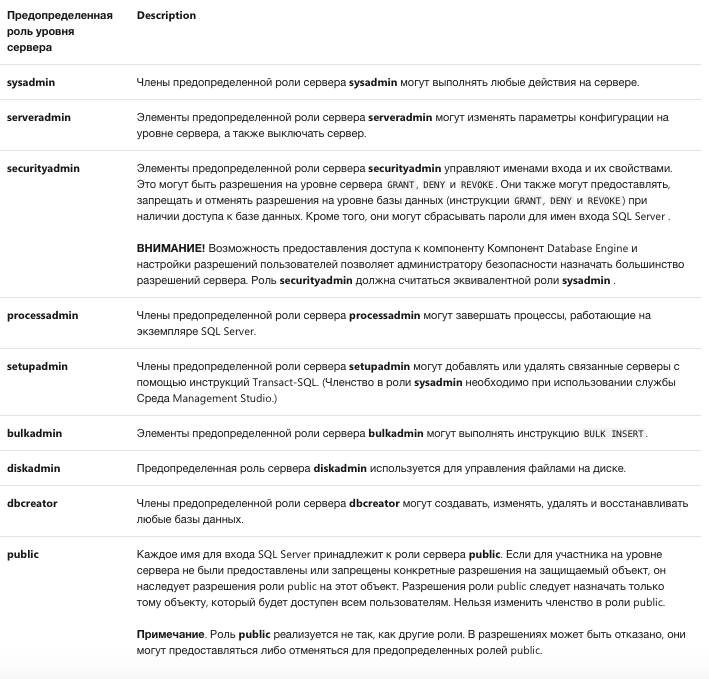 Предопределенная роль уровня сервера
Description
sysadmin
Члены предопределенной роли сервера sysadmin могут выполнять любые действия на сервере.
serveradmin
Элементы предопределенной роли сервера serveradmin могут изменять параметры конфигурации на
уровне сервера, а также выключать сервер.
securityadmin
Элементы предопределенной роли сервера securityadmin управляют именами входа и их свойствами.
Это могут быть разрешения на уровне сервера GRANT, DENY и REVOKE. Они также могут предоставлять,
запрещать и отменять разрешения на уровне базы данных (инструкции GRANT, DENY и REVOKE) при
наличии доступа к базе данных. Кроме того, они могут сбрасывать пароли для имен входа SQL Server .
ВНИМАНИЕ! Возможность предоставления доступа к компоненту Компонент Database Engine и
настройки разрешений пользователей позволяет администратору безопасности назначать большинство
разрешений сервера. Роль securityadmin должна считаться эквивалентной роли sysadmin .
processadmin
Члены предопределенной роли сервера processadmin могут завершать процессы, работающие на
экземпляре SQL Server.
setupadmin
Члены предопределенной роли сервера setupadmin могут добавлять или удалять связанные серверы с
помощью инструкций Transact-SQL. (Членство в роли sysadmin необходимо при использовании службы
Среда Management Studio.)
bulkadmin
Элементы предопределенной роли сервера bulkadmin могут выполнять инструкцию BULK INSERT.
diskadmin
Предопределенная роль сервера diskadmin используется для управления файлами на диске.
dbcreator
Члены предопределенной роли сервера dbcreator могут создавать, изменять, удалять и восстанавливать
любые базы данных.
public
Каждое имя для входа SQL Server принадлежит к роли сервера public. Если для участника на уровне
сервера не были предоставлены или запрещены конкретные разрешения на защищаемый объект, он
наследует разрешения роли public на этот объект. Разрешения роли public следует назначать только
тому объекту, который будет доступен всем пользователям. Нельзя изменить членство в роли public.
Примечание. Роль public реализуется не так, как другие роли. В разрешениях может быть отказано, они
могут предоставляться либо отменяться для предопределенных ролей public.